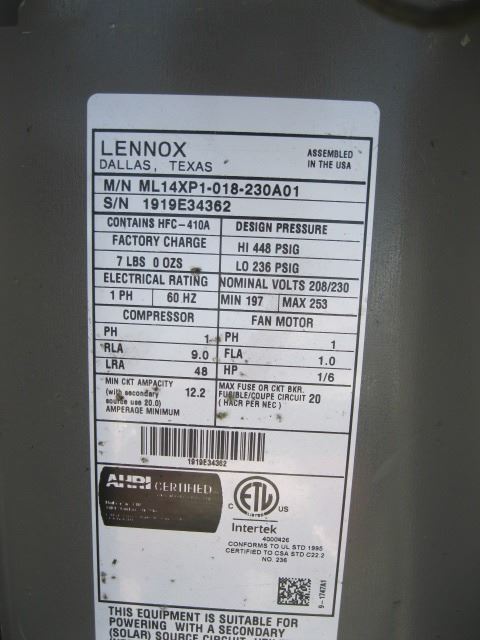 LENNOX
DALLAS, TEXAS
ASSEMBLED
IN THE USA
M/N ML14XP1-018-230A01
S/N 1919E34362
CONTAINS HFC-410A
DESIGN PRESSURE
FACTORY CHARGE
HI 448 PSIG
7 LBS 0 OZS
LO 236 PSIG
ELECTRICAL RATING
NOMINAL VOLTS 208/230
1 PH 60 HZ
MIN 197 MAX 253
COMPRESSOR
FAN MOTOR
PH 1
PH 1
RLA 9.0
FLA 1.0
LRA 48
HP 1/6
MIN CKT AMPACITY
(with secondary 12.2
source use 20.0)
AMPERAGE MINIMUM
MAX FUSE OR CKT BKR.
FUSIBLE/COUPE CIRCUIT 20
(HACR PER NEC)
1919E34362
AHRI CERTIFIED
C ETL US
LISTED
Intertek
4000426
CONFORMS TO UL STD 1995
CERTIFIED TO CSA STD C22.2
NO. 236
9-1747A1
THIS EQUIPMENT IS SUITABLE FOR
POWERING WITH A SECONDARY
(SOLAR) SOURCE CIRCUIT